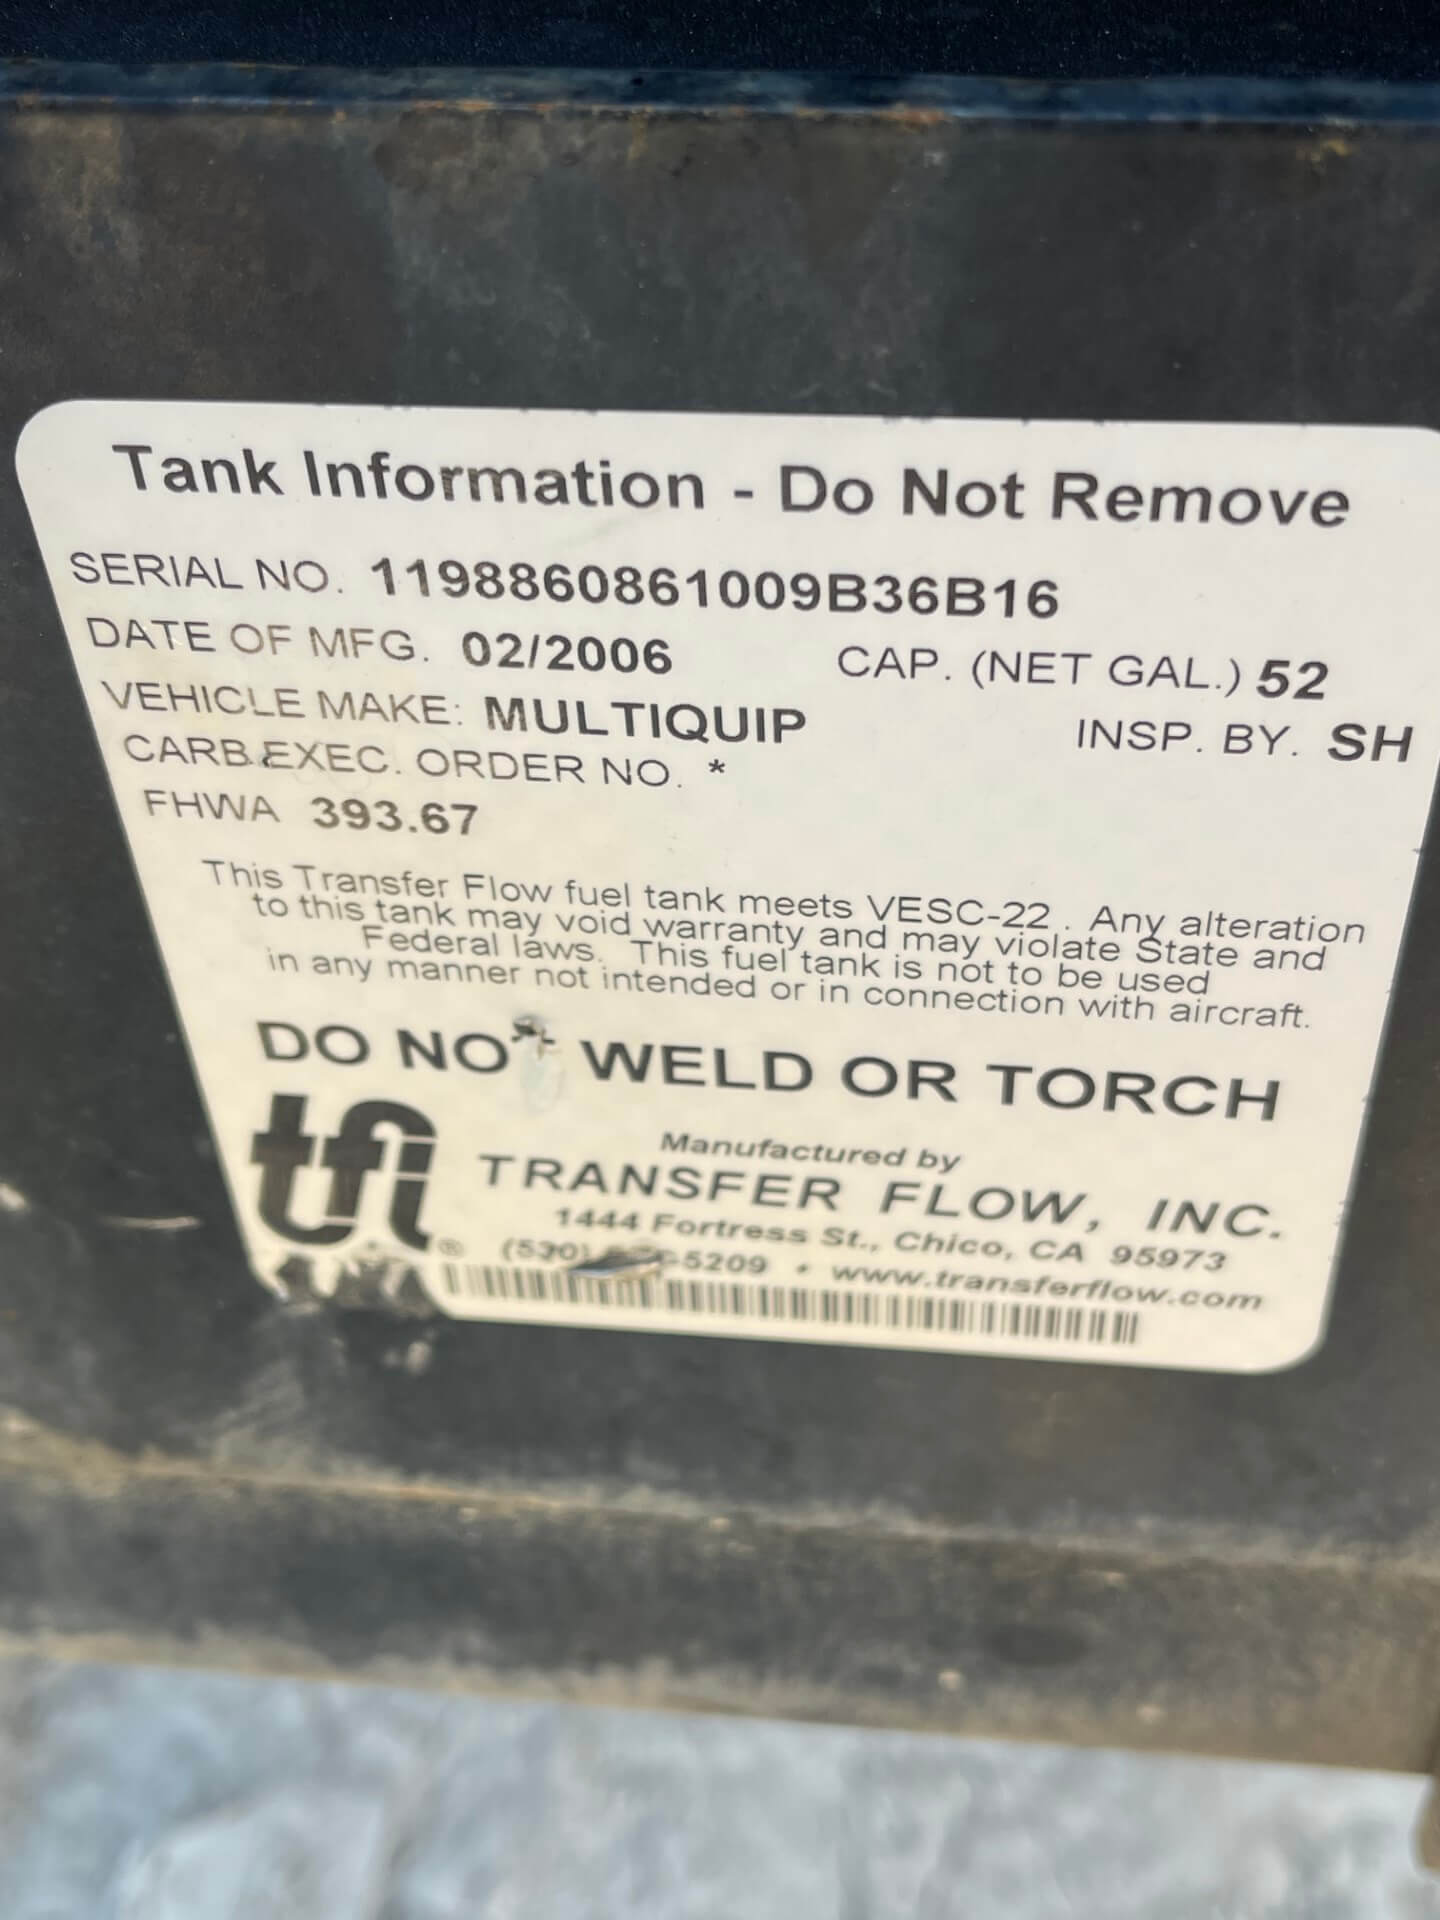 Tank Information - Do Not Remove
SERIAL NO. 1198860861009B36B16
DATE OF MFG. 02/2006 CAP. (NET GAL.) 52
VEHICLE MAKE: MULTIQUIP INSP. BY. SH
CARB EXEC. ORDER NO. *
FHWA 393.67
This Transfer Flow fuel tank meets VESC-22 . Any alteration
to this tank may void warranty and may violate State and
Federal laws. This fuel tank is not to be used
in any manner not intended or in connection with aircraft.
DO NOT WELD OR TORCH
tfi ®
Manufactured by
TRANSFER FLOW, INC.
1444 Fortress St., Chico, CA 95973
(530) -5209 • www.transferflow.com